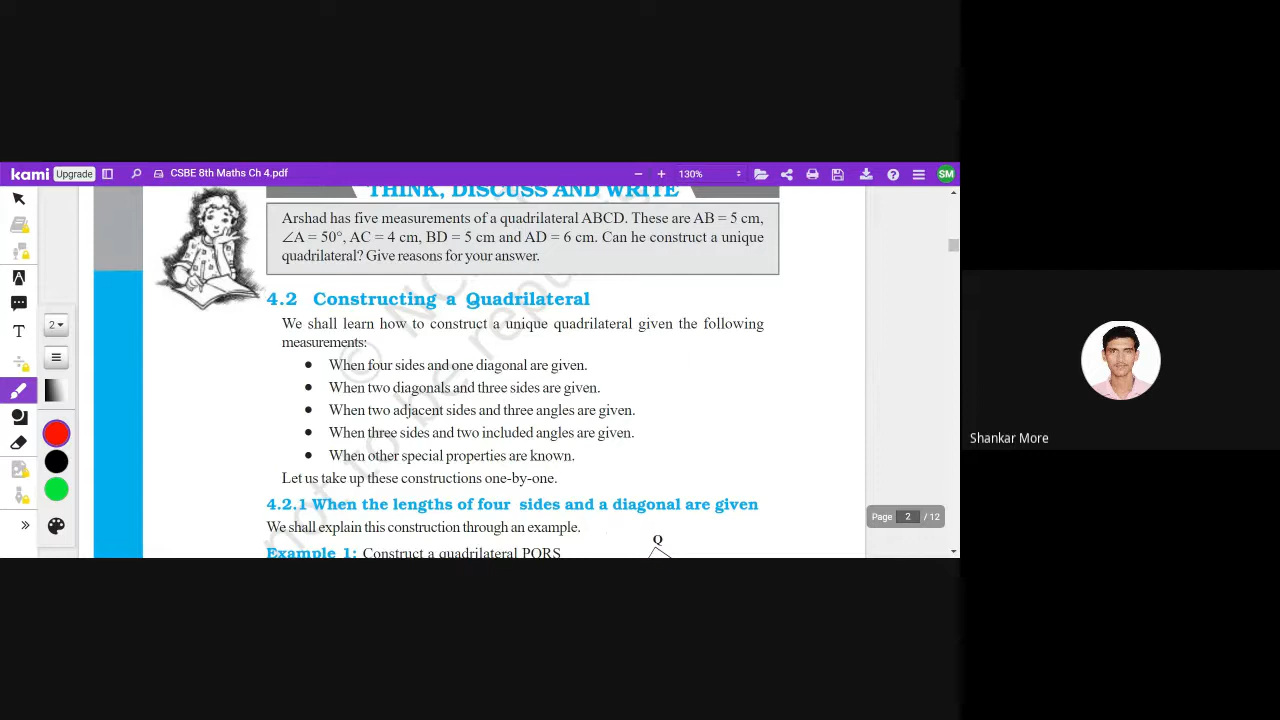 kami Upgrade CSBE 8th Maths Ch 4.pdf 130% SM
THINK, DISCUSS AND WRITE
Arshad has five measurements of a quadrilateral ABCD. These are AB = 5 cm,
∠A = 50°, AC = 4 cm, BD = 5 cm and AD = 6 cm. Can he construct a unique
quadrilateral? Give reasons for your answer.
4.2 Constructing a Quadrilateral
We shall learn how to construct a unique quadrilateral given the following
measurements:
● When four sides and one diagonal are given.
● When two diagonals and three sides are given.
● When two adjacent sides and three angles are given.
● When three sides and two included angles are given.
● When other special properties are known.
Let us take up these constructions one-by-one.
4.2.1 When the lengths of four sides and a diagonal are given
We shall explain this construction through an example.
Example 1: Construct a quadrilateral PQRS
Q
2
T
Page 2 / 12
Shankar More
not to be repu